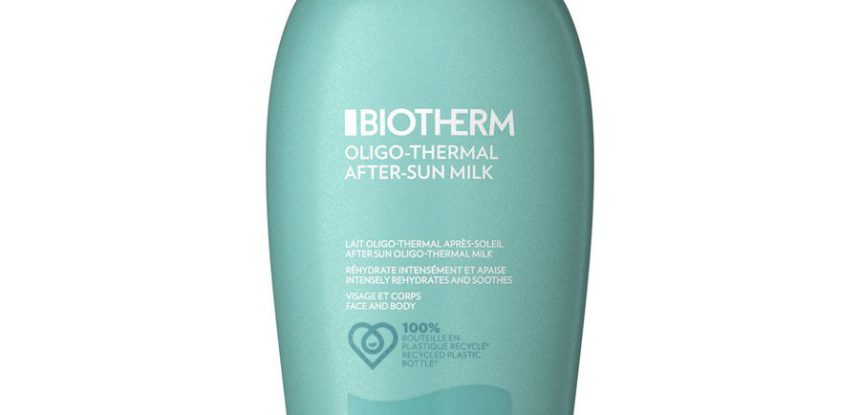 BIOTHERM
OLIGO-THERMAL
AFTER-SUN MILK
LAIT OLIGO-THERMAL APRÈS-SOLEIL
AFTER SUN OLIGO-THERMAL MILK
RÉHYDRATE INTENSÉMENT ET APAISE
INTENSELY REHYDRATES AND SOOTHES
VISAGE ET CORPS
FACE AND BODY
100%
BOUTEILLE EN
PLASTIQUE RECYCLÉ*
RECYCLED PLASTIC
BOTTLE*